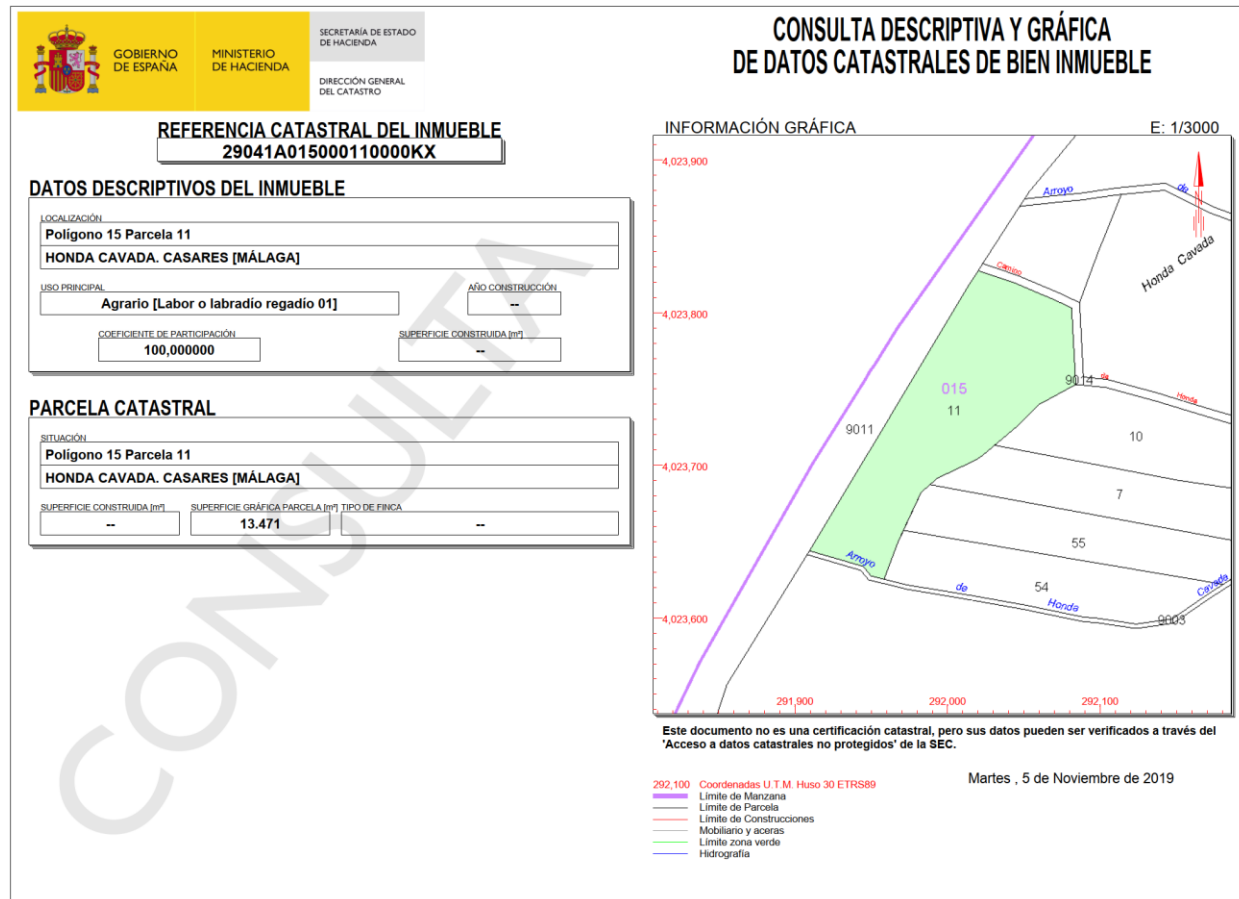 GOBIERNO
DE ESPAÑA
MINISTERIO
DE HACIENDA
SECRETARÍA DE ESTADO
DE HACIENDA
DIRECCIÓN GENERAL
DEL CATASTRO
CONSULTA DESCRIPTIVA Y GRÁFICA
DE DATOS CATASTRALES DE BIEN INMUEBLE
REFERENCIA CATASTRAL DEL INMUEBLE
29041A015000110000KX
DATOS DESCRIPTIVOS DEL INMUEBLE
LOCALIZACIÓN
Polígono 15 Parcela 11
HONDA CAVADA. CASARES [MÁLAGA]
USO PRINCIPAL
Agrario [Labor o labradío regadío 01]
AÑO CONSTRUCCIÓN
--
COEFICIENTE DE PARTICIPACIÓN
100,000000
SUPERFICIE CONSTRUIDA [m²]
--
PARCELA CATASTRAL
SITUACIÓN
Polígono 15 Parcela 11
HONDA CAVADA. CASARES [MÁLAGA]
SUPERFICIE CONSTRUIDA [m²]
--
SUPERFICIE GRÁFICA PARCELA [m²]
13.471
TIPO DE FINCA
--
CONSULTA
INFORMACIÓN GRÁFICA E: 1/3000
4,023,900
Arroyo
de
Honda Cavada
Camino
4,023,800
015
11
9014
de
Honda
9011
10
4,023,700
7
55
Arroyo
de
54
Honda
Cavada
9003
4,023,600
291,900
292,000
292,100
Este documento no es una certificación catastral, pero sus datos pueden ser verificados a través del
'Acceso a datos catastrales no protegidos' de la SEC.
Martes , 5 de Noviembre de 2019
292,100 Coordenadas U.T.M. Huso 30 ETRS89
Límite de Manzana
Límite de Parcela
Límite de Construcciones
Mobiliario y aceras
Límite zona verde
Hidrografía